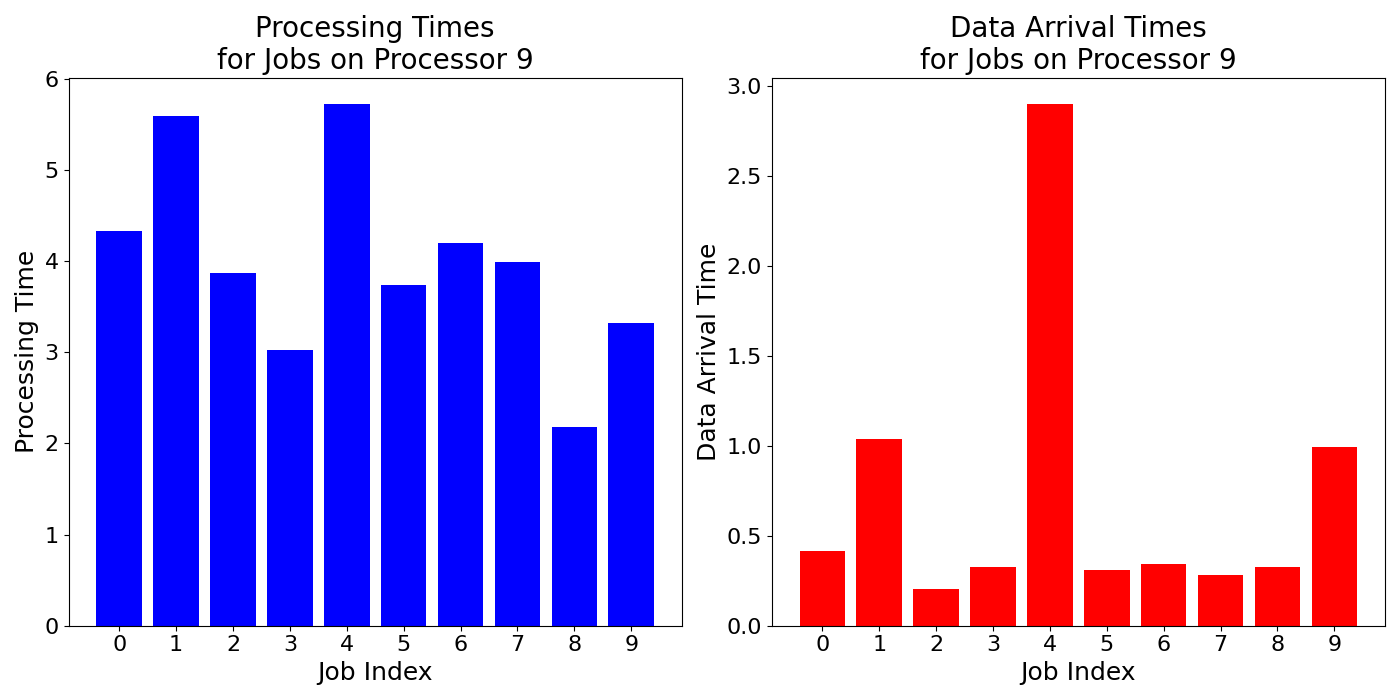 Processing Times
for Jobs on Processor 9
6
5
4
3
2
1
0
Processing Time
0 1 2 3 4 5 6 7 8 9
Job Index
Data Arrival Times
for Jobs on Processor 9
3.0
2.5
2.0
1.5
1.0
0.5
0.0
Data Arrival Time
0 1 2 3 4 5 6 7 8 9
Job Index